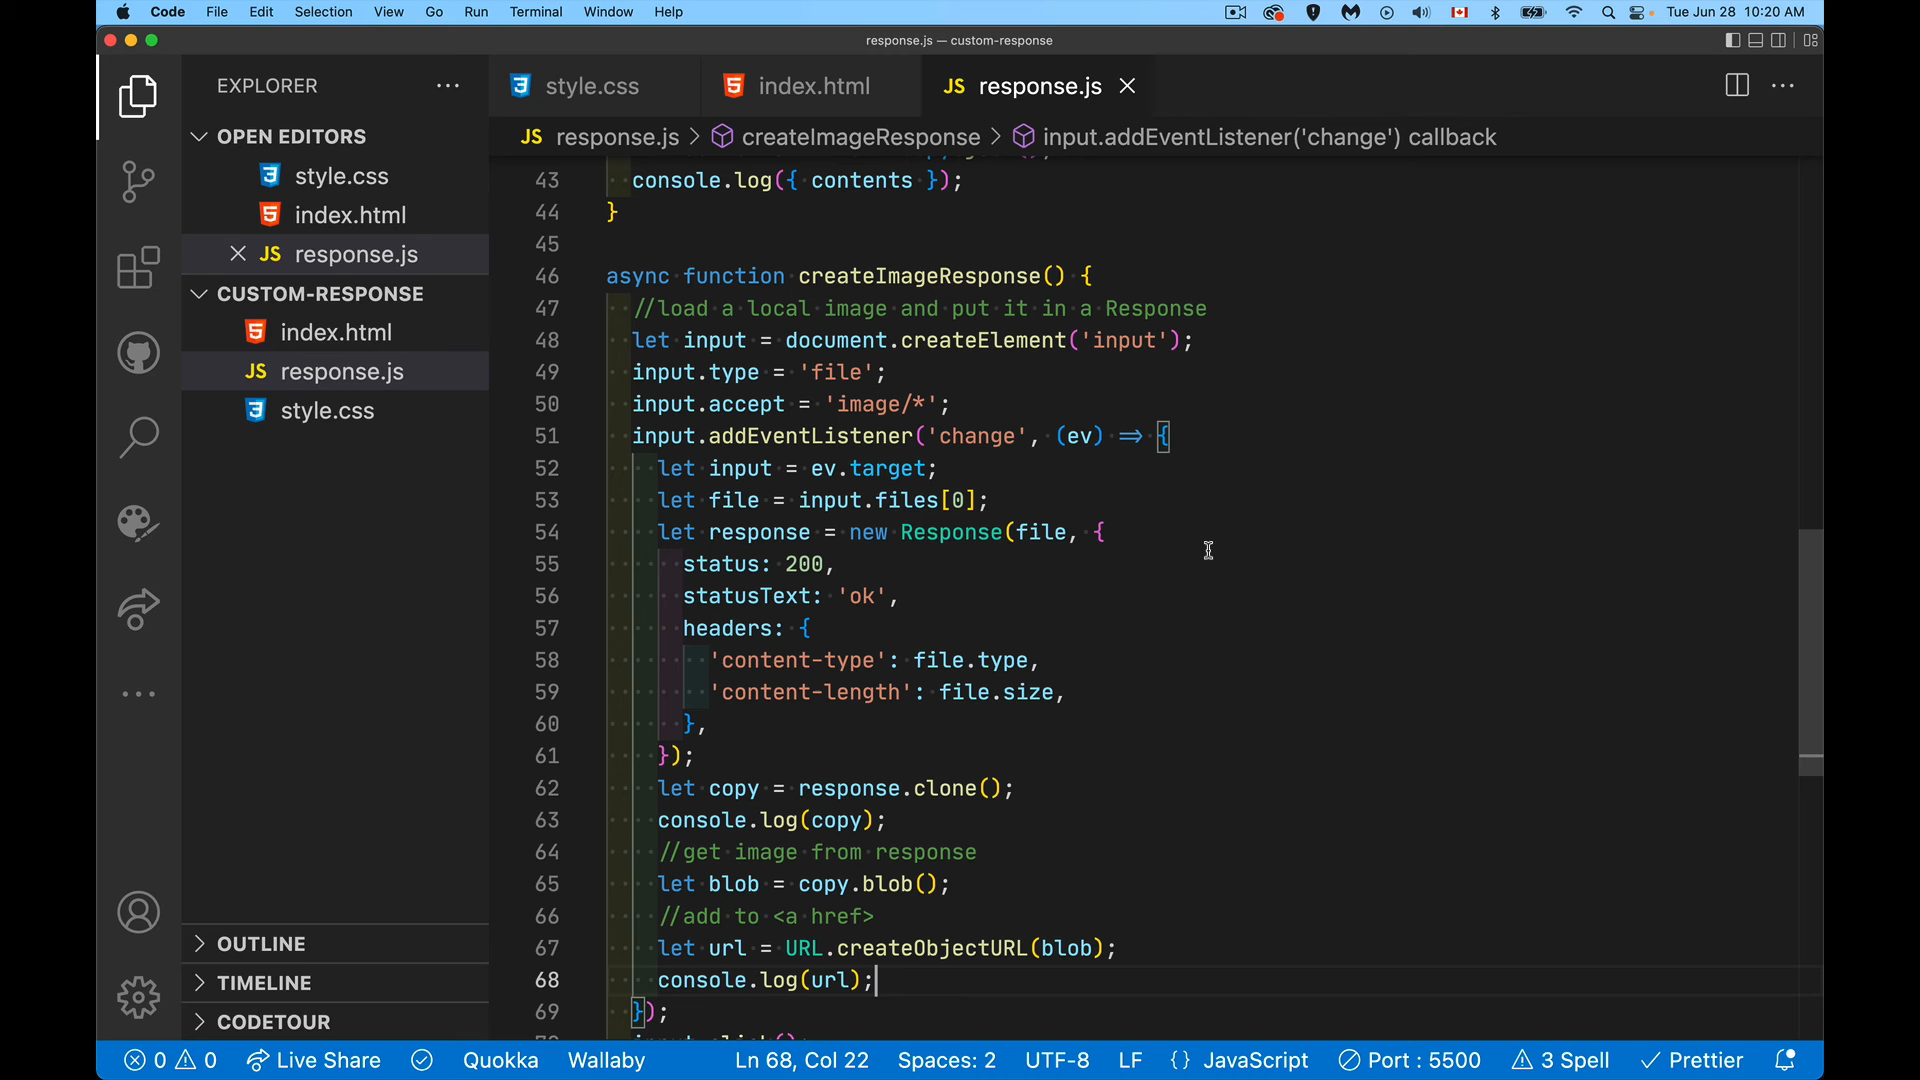 Code File Edit Selection View Go Run Terminal Window Help Tue Jun 28 10:20 AM
response.js — custom-response
EXPLORER
style.css index.html JS response.js
OPEN EDITORS
JS response.js > createImageResponse > input.addEventListener('change') callback
style.css
index.html
JS response.js
CUSTOM-RESPONSE
index.html
JS response.js
style.css
OUTLINE
TIMELINE
CODETOUR
43 console.log({ contents });
44 }
45
46 async function createImageResponse() {
47 //load a local image and put it in a Response
48 let input = document.createElement('input');
49 input.type = 'file';
50 input.accept = 'image/*';
51 input.addEventListener('change', (ev) => {
52 let input = ev.target;
53 let file = input.files[0];
54 let response = new Response(file, {
55 status: 200,
56 statusText: 'ok',
57 headers: {
58 'content-type': file.type,
59 'content-length': file.size,
60 },
61 });
62 let copy = response.clone();
63 console.log(copy);
64 //get image from response
65 let blob = copy.blob();
66 //add to <a href>
67 let url = URL.createObjectURL(blob);
68 console.log(url);
69 });
0 0 Live Share Quokka Wallaby Ln 68, Col 22 Spaces: 2 UTF-8 LF {} JavaScript Port : 5500 3 Spell Prettier